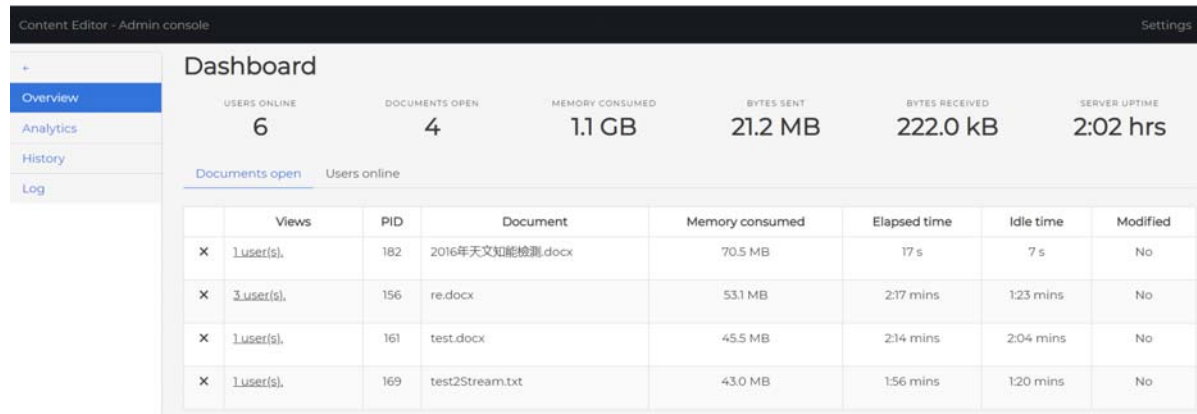 Content Editor - Admin console Settings
←
Overview
Analytics
History
Log
Dashboard
USERS ONLINE DOCUMENTS OPEN MEMORY CONSUMED BYTES SENT BYTES RECEIVED SERVER UPTIME
6 4 1.1 GB 21.2 MB 222.0 kB 2:02 hrs
Documents open Users online
Views PID Document Memory consumed Elapsed time Idle time Modified
× 1 user(s). 182 2016年天文知能檢測.docx 70.5 MB 17 s 7 s No
× 3 user(s). 156 re.docx 53.1 MB 2:17 mins 1:23 mins No
× 1 user(s). 161 test.docx 45.5 MB 2:14 mins 2:04 mins No
× 1 user(s). 169 test2Stream.txt 43.0 MB 1:56 mins 1:20 mins No